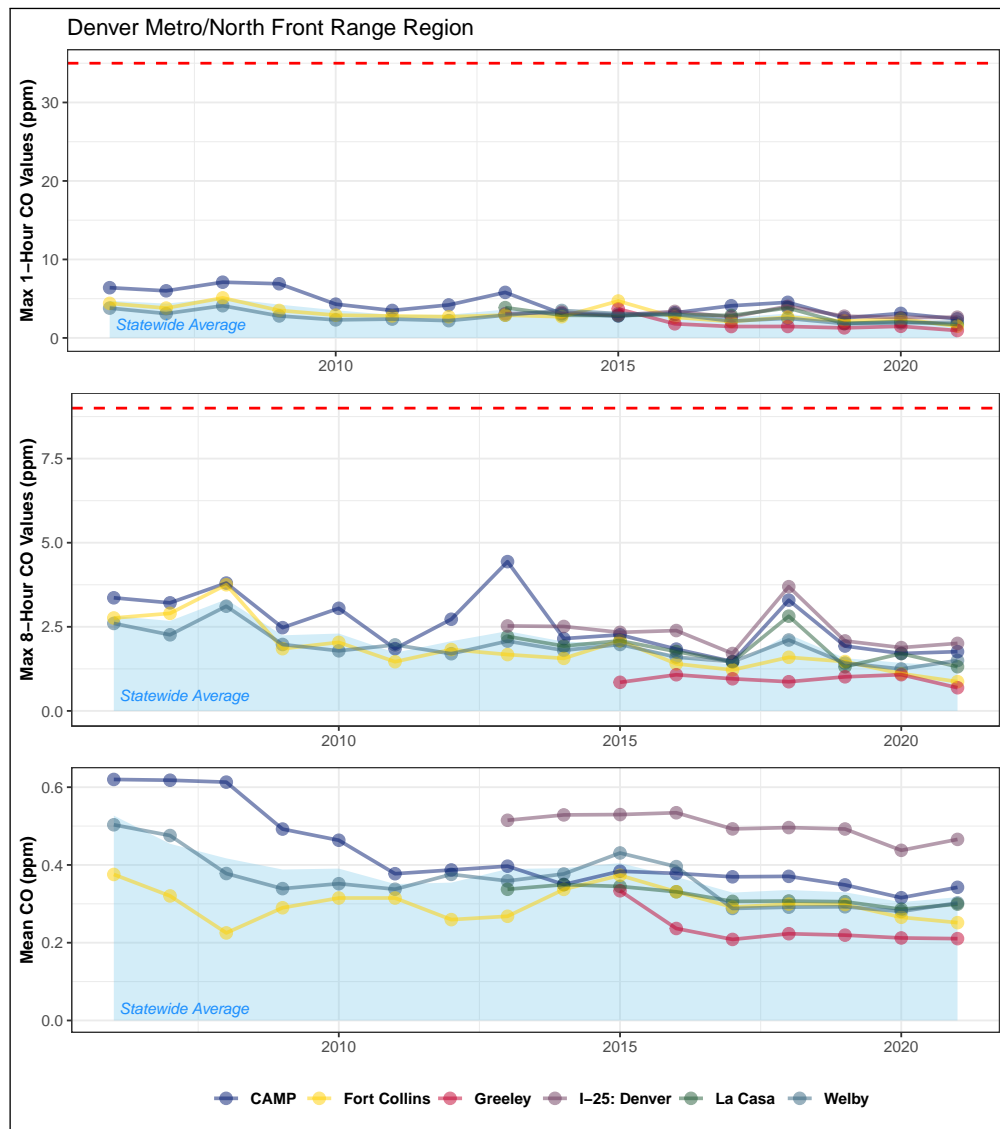 Denver Metro/North Front Range Region
Max 1−Hour CO Values (ppm)
30
20
10
0
Statewide Average
2010 2015 2020
Max 8−Hour CO Values (ppm)
7.5
5.0
2.5
0.0
Statewide Average
2010 2015 2020
Mean CO (ppm)
0.6
0.4
0.2
0.0
Statewide Average
2010 2015 2020
CAMP Fort Collins Greeley I−25: Denver La Casa Welby